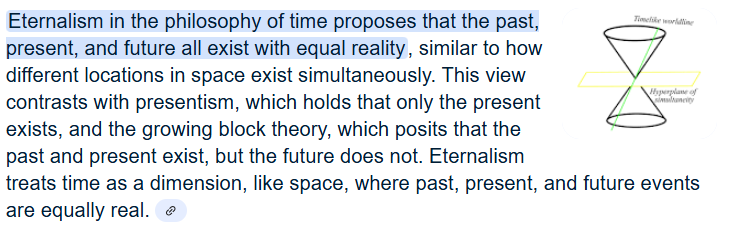 Eternalism in the philosophy of time proposes that the past,
present, and future all exist with equal reality, similar to how
different locations in space exist simultaneously. This view
contrasts with presentism, which holds that only the present
exists, and the growing block theory, which posits that the
past and present exist, but the future does not. Eternalism
treats time as a dimension, like space, where past, present, and future events
are equally real.
Timelike worldline
Hyperplane of
simultaneity